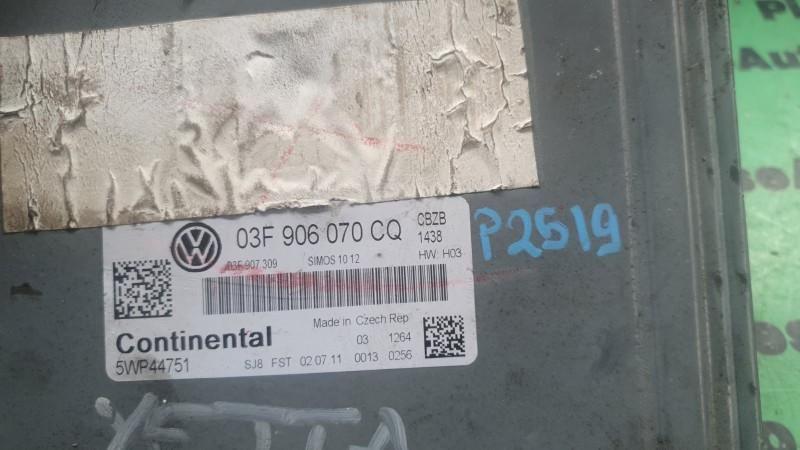 03F 906 070 CQ CBZB
1438
03F 907 309 SIMOS 10 12 HW: H03
Made in Czech Rep
Continental 03 1264
5WP44751 SJ8 FST 02.07.11 0013 0256
P2519